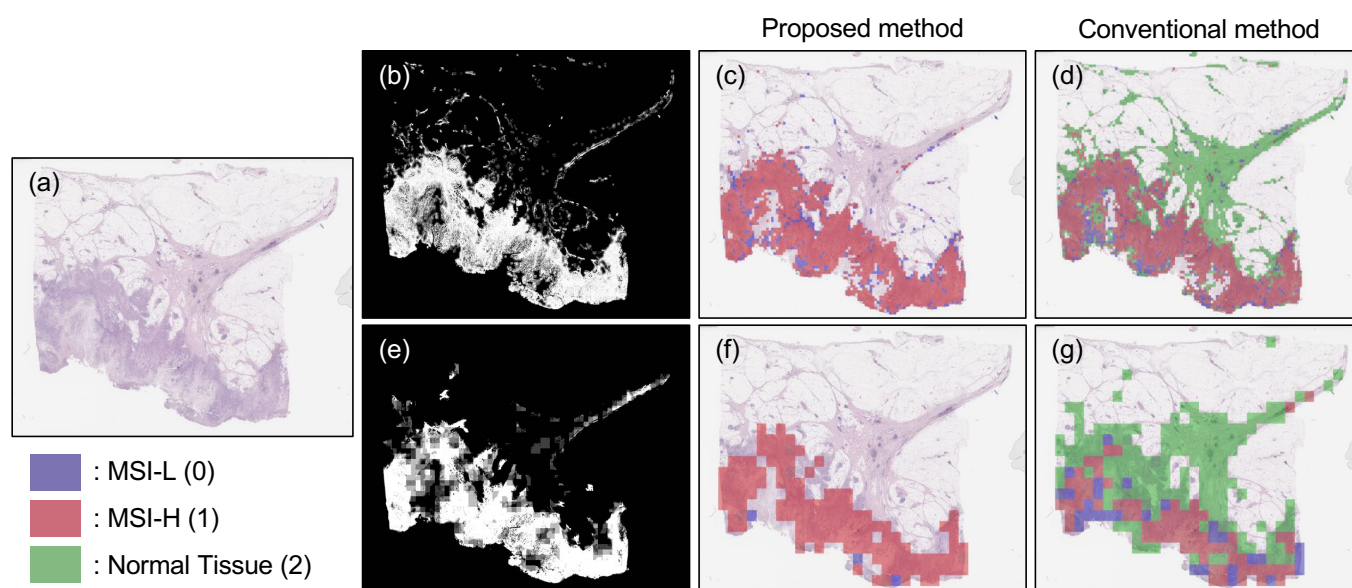 Proposed method
Conventional method
(a)
(b)
(c)
(d)
(e)
(f)
(g)
: MSI-L (0)
: MSI-H (1)
: Normal Tissue (2)